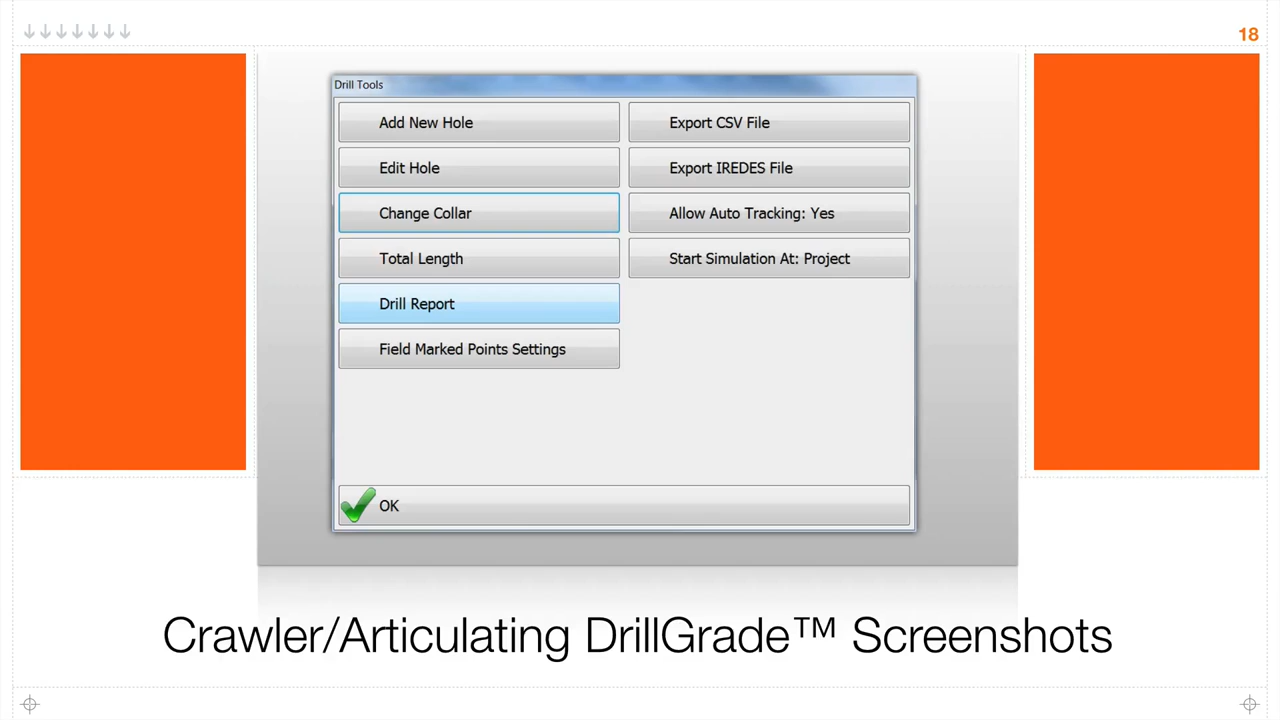 18
Drill Tools
Add New Hole
Edit Hole
Change Collar
Total Length
Drill Report
Field Marked Points Settings
Export CSV File
Export IREDES File
Allow Auto Tracking: Yes
Start Simulation At: Project
OK
Crawler/Articulating DrillGrade™ Screenshots